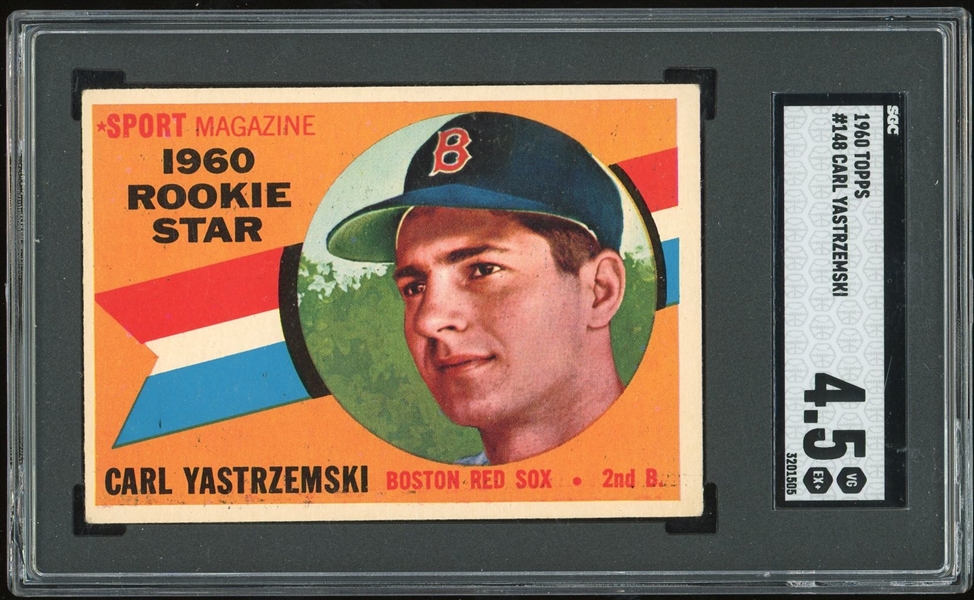 ★SPORT MAGAZINE
1960
ROOKIE
STAR
B
CARL YASTRZEMSKI BOSTON RED SOX • 2nd B.
SGC
1960 TOPPS
#148 CARL YASTRZEMSKI
4.5
VG
EX+
3201505